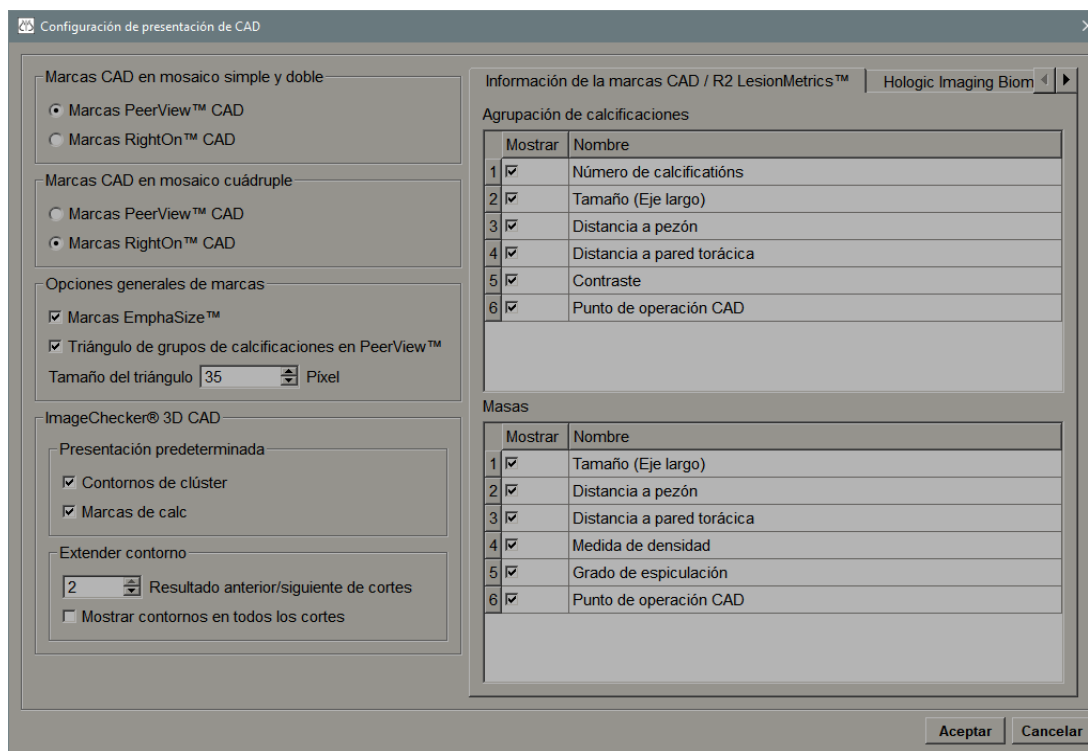 Configuración de presentación de CAD
Marcas CAD en mosaico simple y doble
Marcas PeerView™ CAD
Marcas RightOn™ CAD
Marcas CAD en mosaico cuádruple
Marcas PeerView™ CAD
Marcas RightOn™ CAD
Opciones generales de marcas
Marcas EmphaSize™
Triángulo de grupos de calcificaciones en PeerView™
Tamaño del triángulo 35 Píxel
ImageChecker® 3D CAD
Presentación predeterminada
Contornos de clúster
Marcas de calc
Extender contorno
2 Resultado anterior/siguiente de cortes
Mostrar contornos en todos los cortes
Información de la marcas CAD / R2 LesionMetrics™ Hologic Imaging Biom
Agrupación de calcificaciones
Mostrar Nombre
1 Número de calcificatións
2 Tamaño (Eje largo)
3 Distancia a pezón
4 Distancia a pared torácica
5 Contraste
6 Punto de operación CAD
Masas
Mostrar Nombre
1 Tamaño (Eje largo)
2 Distancia a pezón
3 Distancia a pared torácica
4 Medida de densidad
5 Grado de espiculación
6 Punto de operación CAD
Aceptar Cancelar